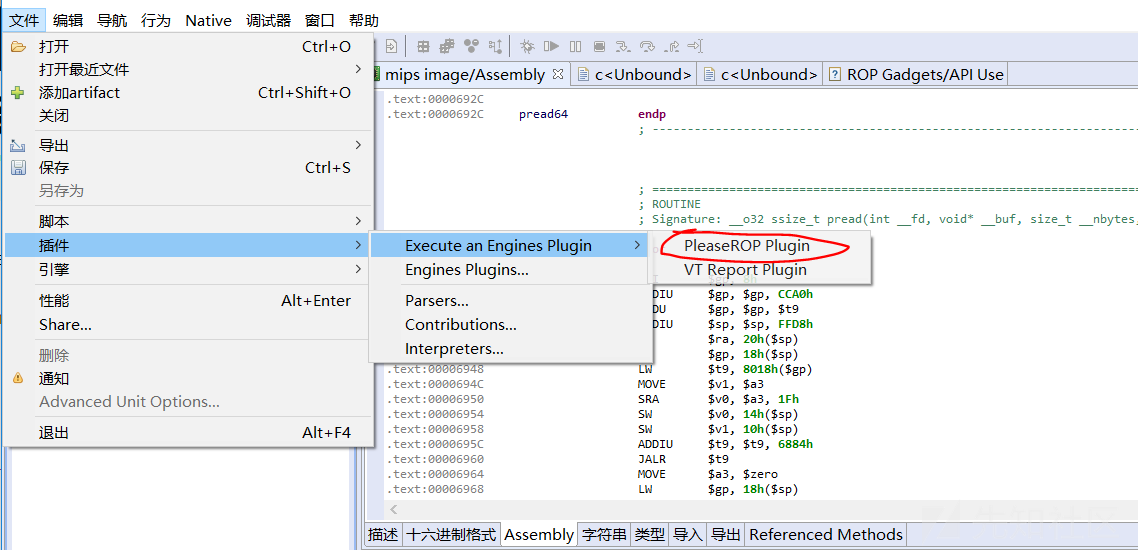 文件 编辑 导航 行为 Native 调试器 窗口 帮助
打开 Ctrl+O
打开最近文件
添加artifact Ctrl+Shift+O
关闭
导出
保存 Ctrl+S
另存为
脚本
插件
引擎
性能 Alt+Enter
Share...
删除
通知
Advanced Unit Options...
退出 Alt+F4
Execute an Engines Plugin
Engines Plugins...
Parsers...
Contributions...
Interpreters...
PleaseROP Plugin
VT Report Plugin
mips image/Assembly c<Unbound> c<Unbound> ROP Gadgets/API Use
.text:0000692C
.text:0000692C pread64 endp
; ROUTINE
; Signature: __o32 ssize_t pread(int __fd, void* __buf, size_t __nbytes,
DIU $gp, $gp, CCA0h
DU $gp, $gp, $t9
DIU $sp, $sp, FFD8h
$ra, 20h($sp)
$gp, 18h($sp)
.text:00006948 LW $t9, 8018h($gp)
.text:0000694C MOVE $v1, $a3
.text:00006950 SRA $v0, $a3, 1Fh
.text:00006954 SW $v0, 14h($sp)
.text:00006958 SW $v1, 10h($sp)
.text:0000695C ADDIU $t9, $t9, 6884h
.text:00006960 JALR $t9
.text:00006964 MOVE $a3, $zero
.text:00006968 LW $gp, 18h($sp)
描述 十六进制格式 Assembly 字符串 类型 导入 导出 Referenced Methods